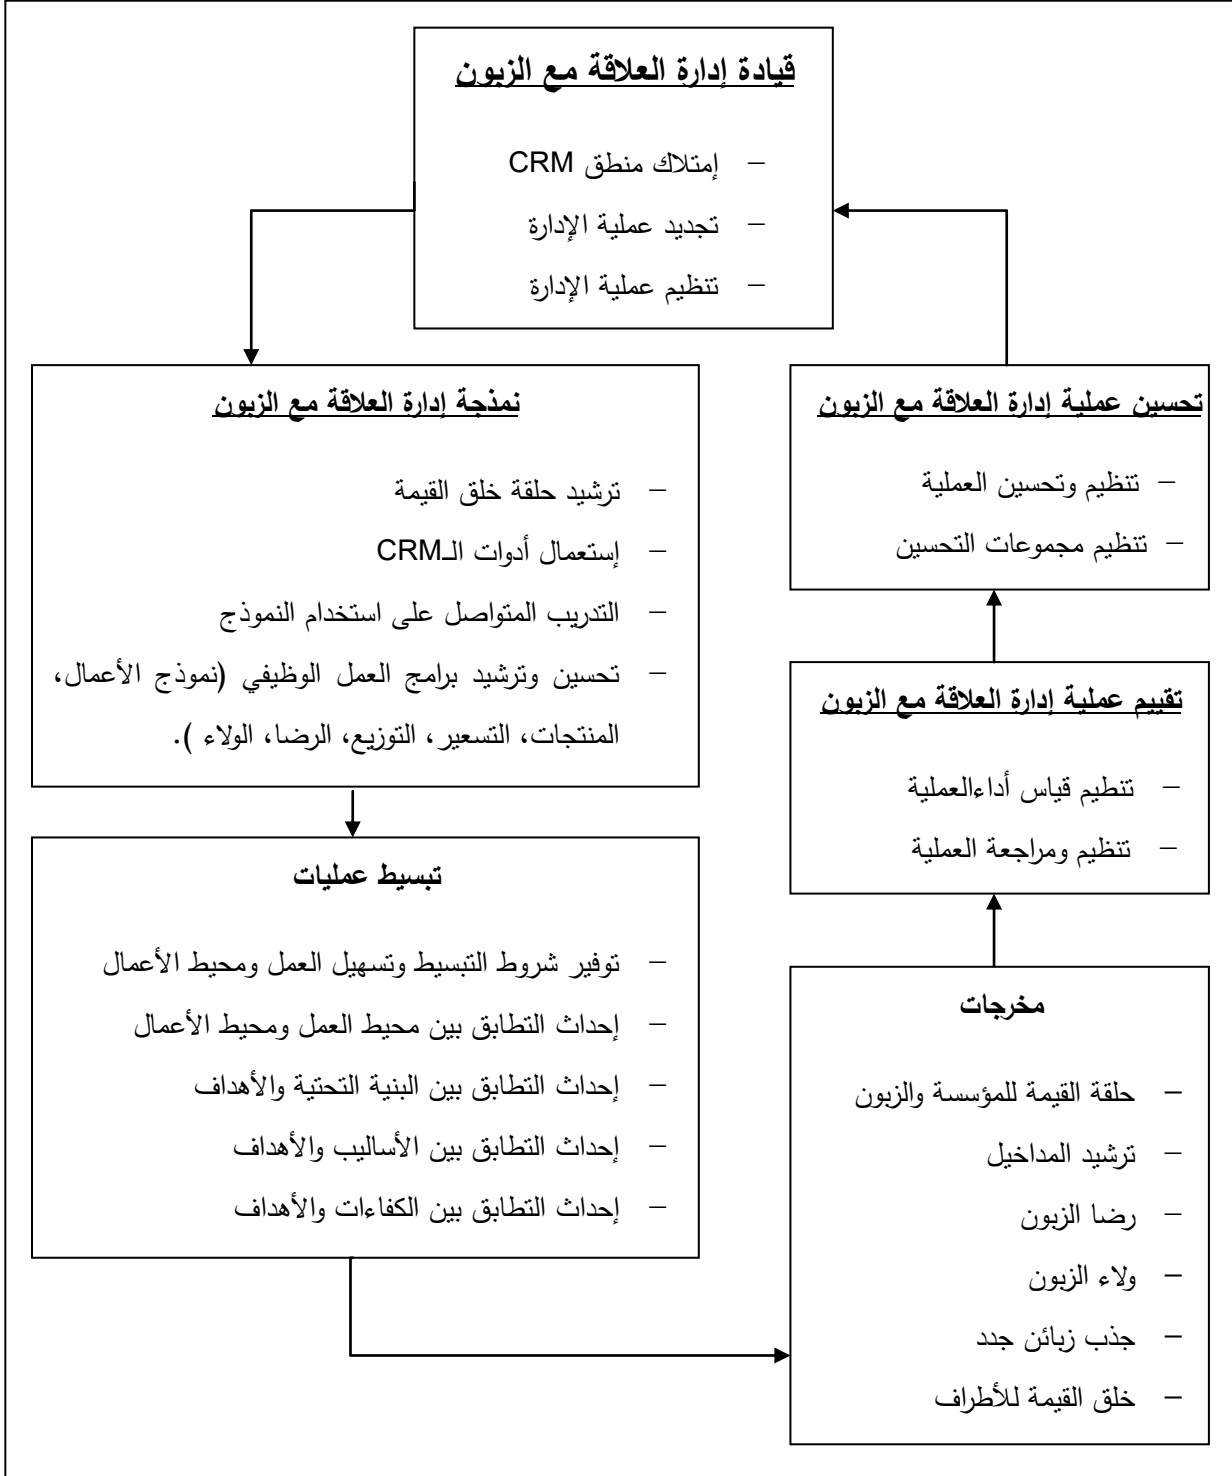 قيادة إدارة العلاقة مع الزبون
– إمتلاك منطق CRM
– تجديد عملية الإدارة
– تنظيم عملية الإدارة
نمذجة إدارة العلاقة مع الزبون
– ترشيد حلقة خلق القيمة
– إستعمال أدوات الـCRM
– التدريب المتواصل على استخدام النموذج
– تحسين وترشيد برامج العمل الوظيفي (نموذج الأعمال،
المنتجات، التسعير، التوزيع، الرضا، الولاء ).
تبسيط عمليات
– توفير شروط التبسيط وتسهيل العمل ومحيط الأعمال
– إحداث التطابق بين محيط العمل ومحيط الأعمال
– إحداث التطابق بين البنية التحتية والأهداف
– إحداث التطابق بين الأساليب والأهداف
– إحداث التطابق بين الكفاءات والأهداف
مخرجات
– حلقة القيمة للمؤسسة والزبون
– ترشيد المداخيل
– رضا الزبون
– ولاء الزبون
– جذب زبائن جدد
– خلق القيمة للأطراف
تقييم عملية إدارة العلاقة مع الزبون
– تنطيم قياس أداءالعملية
– تنظيم ومراجعة العملية
تحسين عملية إدارة العلاقة مع الزبون
– تنظيم وتحسين العملية
– تنظيم مجموعات التحسين